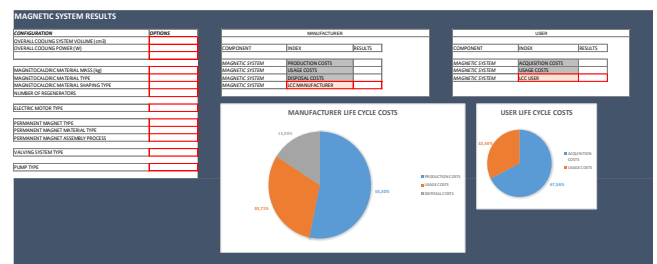 MAGNETIC SYSTEM RESULTS
CONFIGURATION OPTIONS
OVERALL COOLING SYSTEM VOLUME (cm3)
OVERALL COOLING POWER (W)
MAGNETOCALORIC MATERIAL MASS (kg)
MAGNETOCALORIC MATERIAL TYPE
MAGNETOCALORIC MATERIAL SHAPING TYPE
NUMBER OF REGENERATORS
ELECTRIC MOTOR TYPE
PERMANENT MAGNET TYPE
PERMANENT MAGNET MATERIAL TYPE
PERMANENT MAGNET ASSEMBLY PROCESS
VALVING SYSTEM TYPE
PUMP TYPE
MANUFACTURER
COMPONENT INDEX RESULTS
MAGNETIC SYSTEM PRODUCTION COSTS
MAGNETIC SYSTEM USAGE COSTS
MAGNETIC SYSTEM DISPOSAL COSTS
MAGNETIC SYSTEM LCC MANUFACTURER
USER
COMPONENT INDEX RESULTS
MAGNETIC SYSTEM ACQUISITION COSTS
MAGNETIC SYSTEM USAGE COSTS
MAGNETIC SYSTEM LCC USER
MANUFACTURER LIFE CYCLE COSTS
30,71%
PRODUCTION COSTS
USAGE COSTS
DISPOSAL COSTS
USER LIFE CYCLE COSTS
ACQUISITION
COSTS
USAGE COSTS